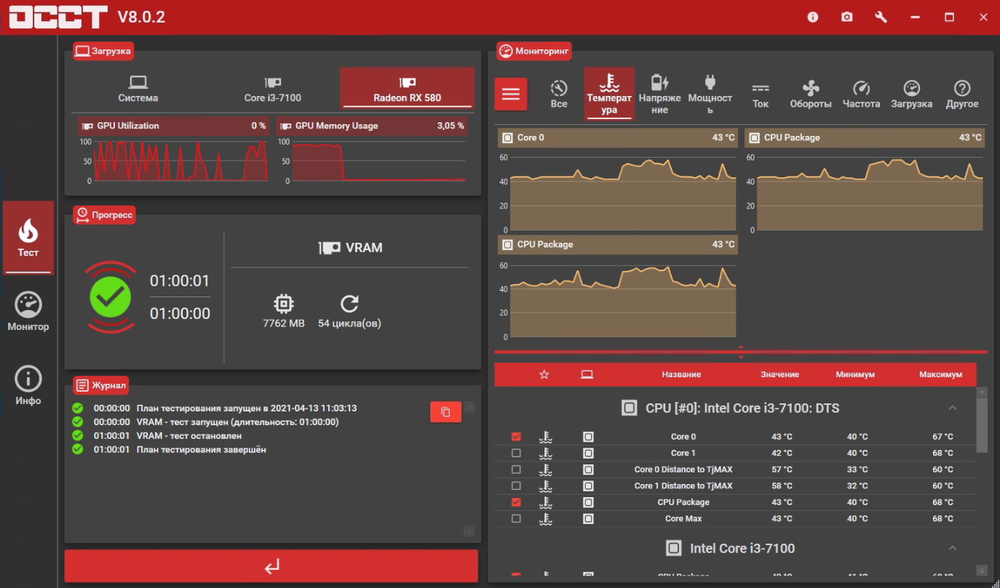 OCCT V8.0.2
Загрузка
Система
Core i3-7100
Radeon RX 580
GPU Utilization 0 %
100
50
0
GPU Memory Usage 3,05 %
100
50
0
Прогресс
01:00:01
01:00:00
VRAM
7762 MB
54 цикла(ов)
Журнал
00:00:00 План тестирования запущен в 2021-04-13 11:03:13
00:00:00 VRAM - тест запущен (длительность: 01:00:00)
01:00:01 VRAM - тест остановлен
01:00:01 План тестирования завершён
Тест
Монитор
Инфо
Мониторинг
Все
Температ
ура
Напряже
ние
Мощност
ь
Ток
Обороты
Частота
Загрузка
Другое
Core 0 43 °C
60
40
20
0
CPU Package 43 °C
60
40
20
0
CPU Package 43 °C
60
40
20
0
Название Значение Минимум Максимум
CPU [#0]: Intel Core i3-7100: DTS
Core 0 43 °C 40 °C 67 °C
Core 1 42 °C 40 °C 68 °C
Core 0 Distance to TjMAX 57 °C 33 °C 60 °C
Core 1 Distance to TjMAX 58 °C 32 °C 60 °C
CPU Package 43 °C 40 °C 68 °C
Core Max 43 °C 40 °C 68 °C
Intel Core i3-7100